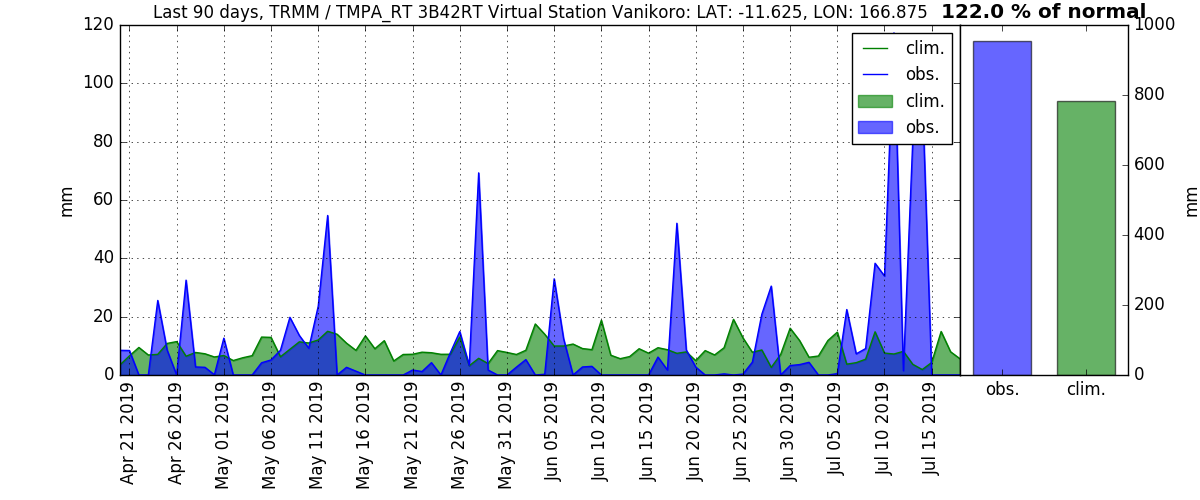 Last 90 days, TRMM / TMPA_RT 3B42RT Virtual Station Vanikoro: LAT: -11.625, LON: 166.875
122.0 % of normal
120
100
80
60
40
20
0
mm
clim.
obs.
clim.
obs.
1000
800
600
400
200
0
mm
Apr 21 2019
Apr 26 2019
May 01 2019
May 06 2019
May 11 2019
May 16 2019
May 21 2019
May 26 2019
May 31 2019
Jun 05 2019
Jun 10 2019
Jun 15 2019
Jun 20 2019
Jun 25 2019
Jun 30 2019
Jul 05 2019
Jul 10 2019
Jul 15 2019
obs.
clim.